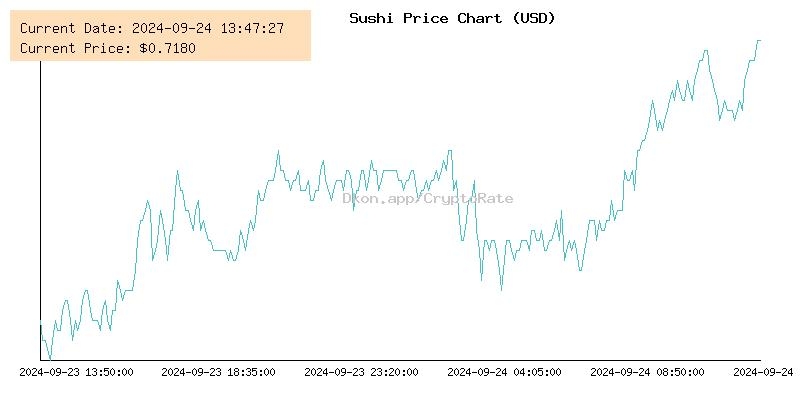 Sushi Price Chart (USD)
Current Date: 2024-09-24 13:47:27
Current Price: $0.7180
Dkon.app/CryptoRate
2024-09-23 13:50:00 2024-09-23 18:35:00 2024-09-23 23:20:00 2024-09-24 04:05:00 2024-09-24 08:50:00 2024-09-24